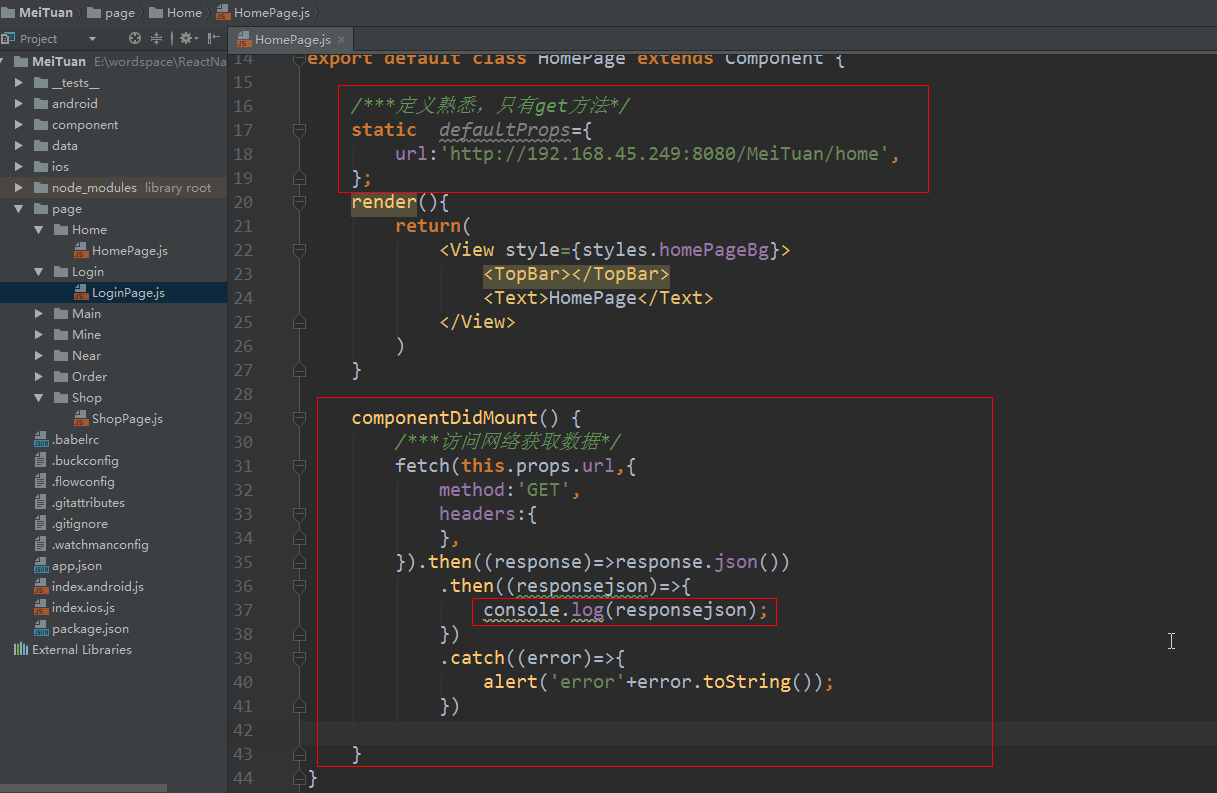 MeiTuan page Home HomePage.js
Project
HomePage.js
MeiTuan E:\wordspace\ReactNa
__tests__
android
component
data
ios
node_modules library root
page
Home
HomePage.js
Login
LoginPage.js
Main
Mine
Near
Order
Shop
ShopPage.js
.babelrc
.buckconfig
.flowconfig
.gitattributes
.gitignore
.watchmanconfig
app.json
index.android.js
index.ios.js
package.json
External Libraries
14 export default class HomePage extends Component {
15
16 /***定义熟悉，只有get方法*/
17 static defaultProps={
18 url:'http://192.168.45.249:8080/MeiTuan/home',
19 };
20 render(){
21 return(
22 <View style={styles.homePageBg}>
23 <TopBar></TopBar>
24 <Text>HomePage</Text>
25 </View>
26 )
27 }
28
29 componentDidMount() {
30 /***访问网络获取数据*/
31 fetch(this.props.url,{
32 method:'GET',
33 headers:{
34 },
35 }).then((response)=>response.json())
36 .then((responsejson)=>{
37 console.log(responsejson);
38 })
39 .catch((error)=>{
40 alert('error'+error.toString());
41 })
42
43 }
44 }